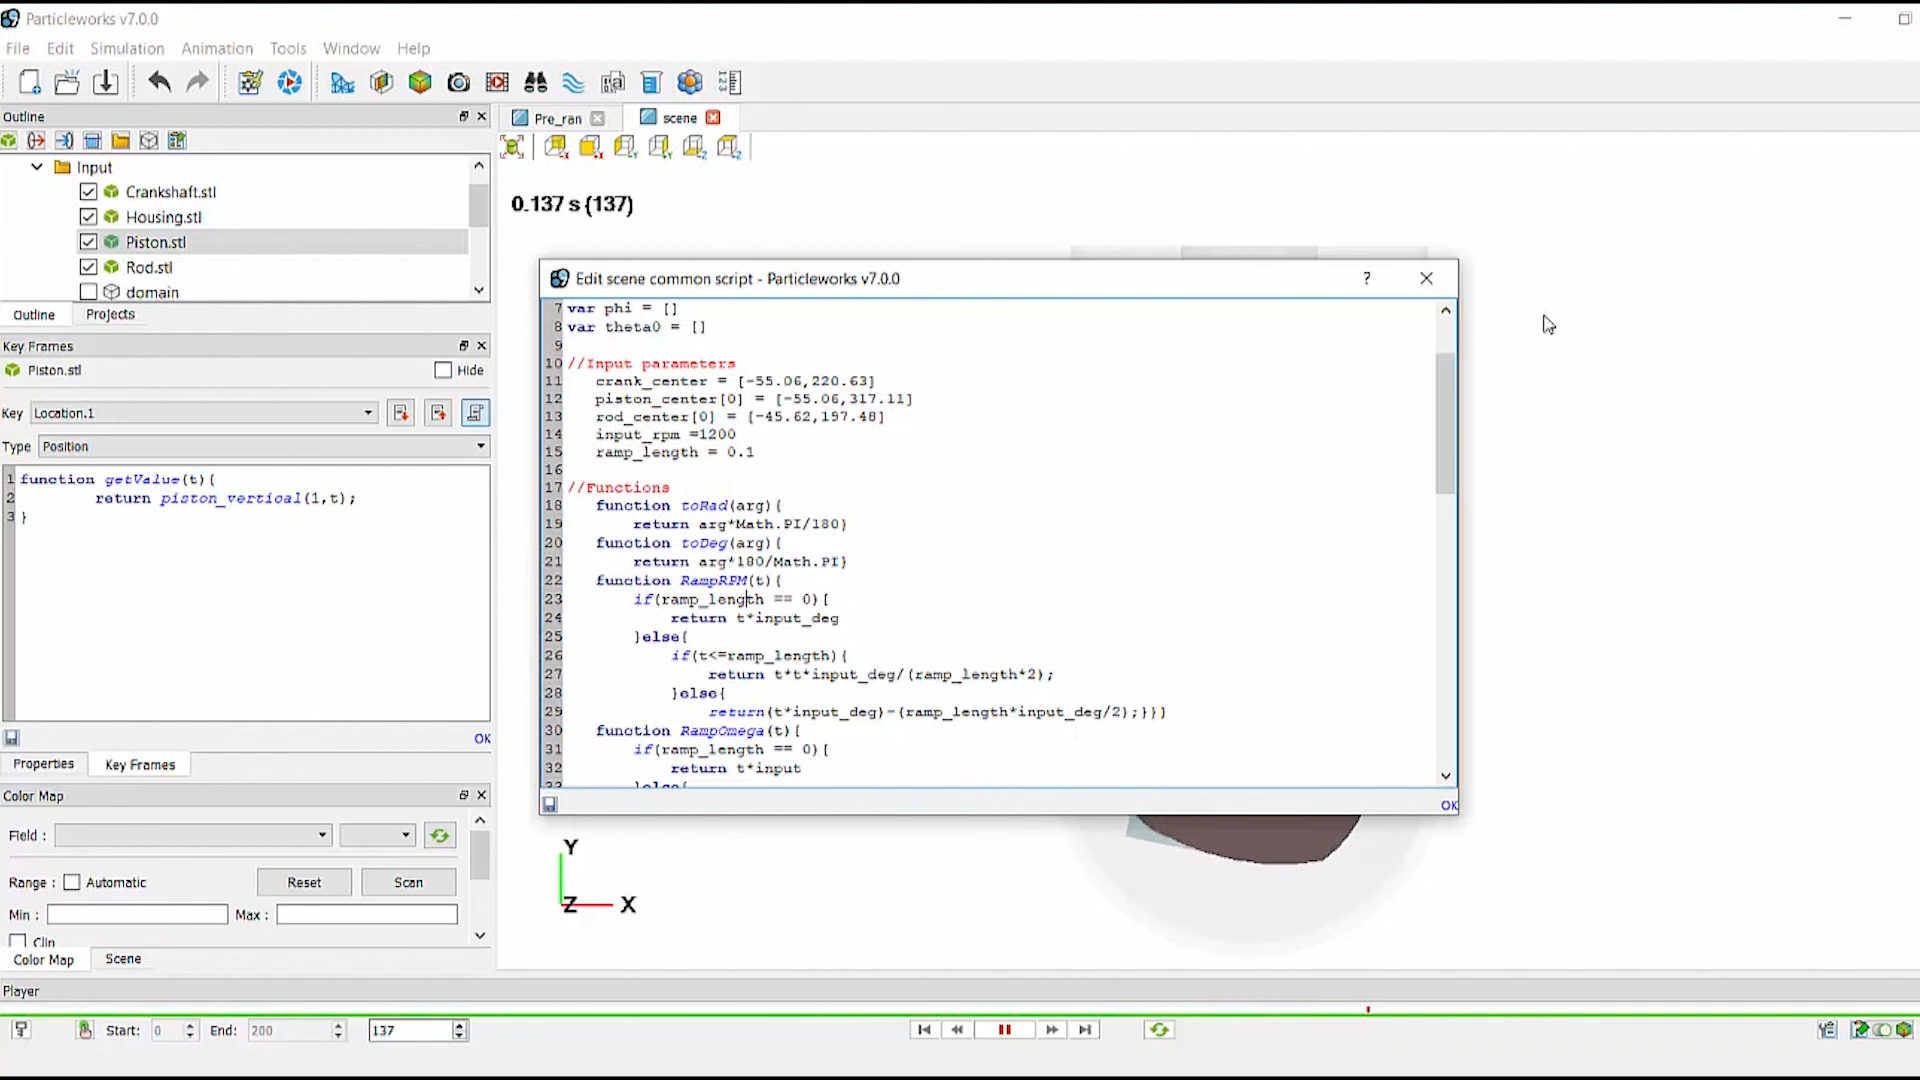 Particleworks v7.0.0
File Edit Simulation Animation Tools Window Help
Outline
Input
Crankshaft.stl
Housing.stl
Piston.stl
Rod.stl
domain
Outline Projects
Key Frames
Piston.stl Hide
Key Location.1
Type Position
1 function getValue(t){
2 return piston_vertical(1,t);
3 }
OK
Properties Key Frames
Color Map
Field :
Range : Automatic Reset Scan
Min : Max :
Clip
Color Map Scene
Pre_ran scene
0.137 s (137)
Edit scene common script - Particleworks v7.0.0 ?
7 var phi = []
8 var theta0 = []
9
10 //Input parameters
11 crank_center = [-55.06,220.63]
12 piston_center[0] = [-55.06,317.11]
13 rod_center[0] = [-45.62,197.48]
14 input_rpm =1200
15 ramp_length = 0.1
16
17 //Functions
18 function toRad(arg){
19 return arg*Math.PI/180}
20 function toDeg(arg){
21 return arg*180/Math.PI}
22 function RampRPM(t){
23 if(ramp_length == 0){
24 return t*input_deg
25 }else{
26 if(t<=ramp_length){
27 return t*t*input_deg/(ramp_length*2);
28 }else{
29 return(t*input_deg)-(ramp_length*input_deg/2);}}}
30 function RampOmega(t){
31 if(ramp_length == 0){
32 return t*input
33 }else{
OK
Y
Z X
Player
Start: 0 End: 200 137